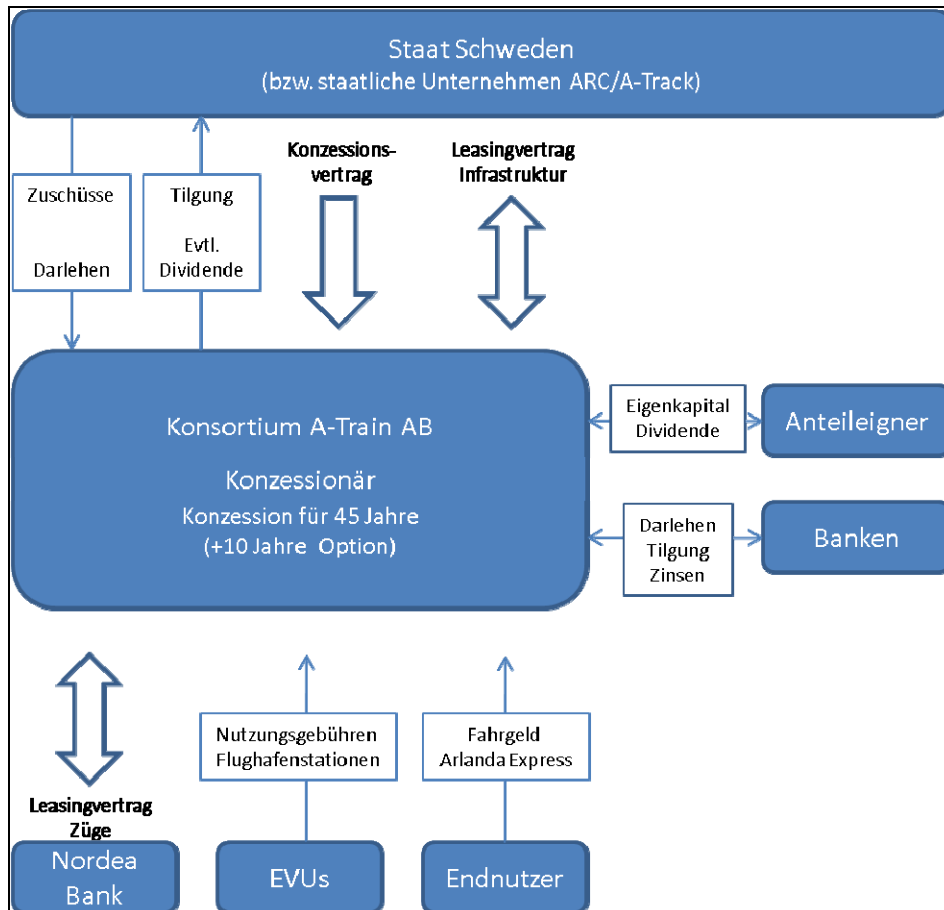 Staat Schweden
(bzw. staatliche Unternehmen ARC/A-Track)
Zuschüsse
Darlehen
Tilgung
Evtl.
Dividende
Konzessions-
vertrag
Leasingvertrag
Infrastruktur
Konsortium A-Train AB
Konzessionär
Konzession für 45 Jahre
(+10 Jahre Option)
Eigenkapital
Dividende
Anteileigner
Darlehen
Tilgung
Zinsen
Banken
Leasingvertrag
Züge
Nordea
Bank
Nutzungsgebühren
Flughafenstationen
EVUs
Fahrgeld
Arlanda Express
Endnutzer